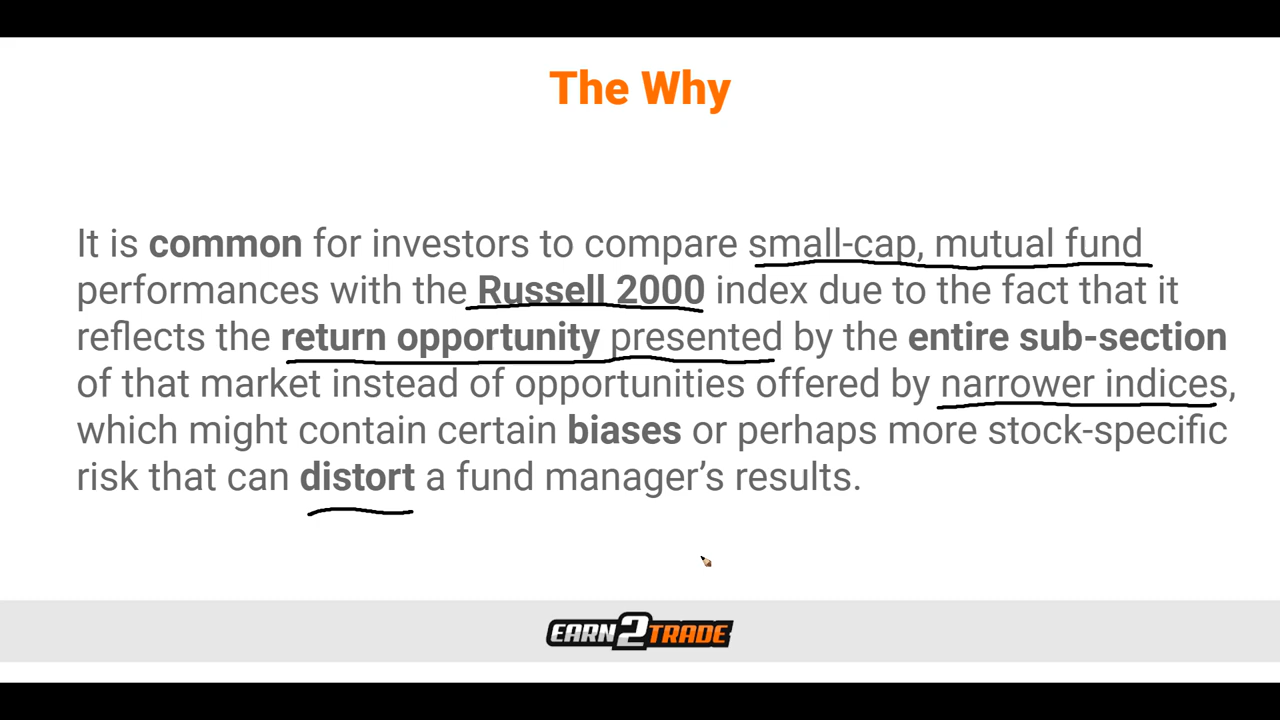 The Why
It is common for investors to compare small-cap, mutual fund
performances with the Russell 2000 index due to the fact that it
reflects the return opportunity presented by the entire sub-section
of that market instead of opportunities offered by narrower indices,
which might contain certain biases or perhaps more stock-specific
risk that can distort a fund manager’s results.
EARN2TRADE